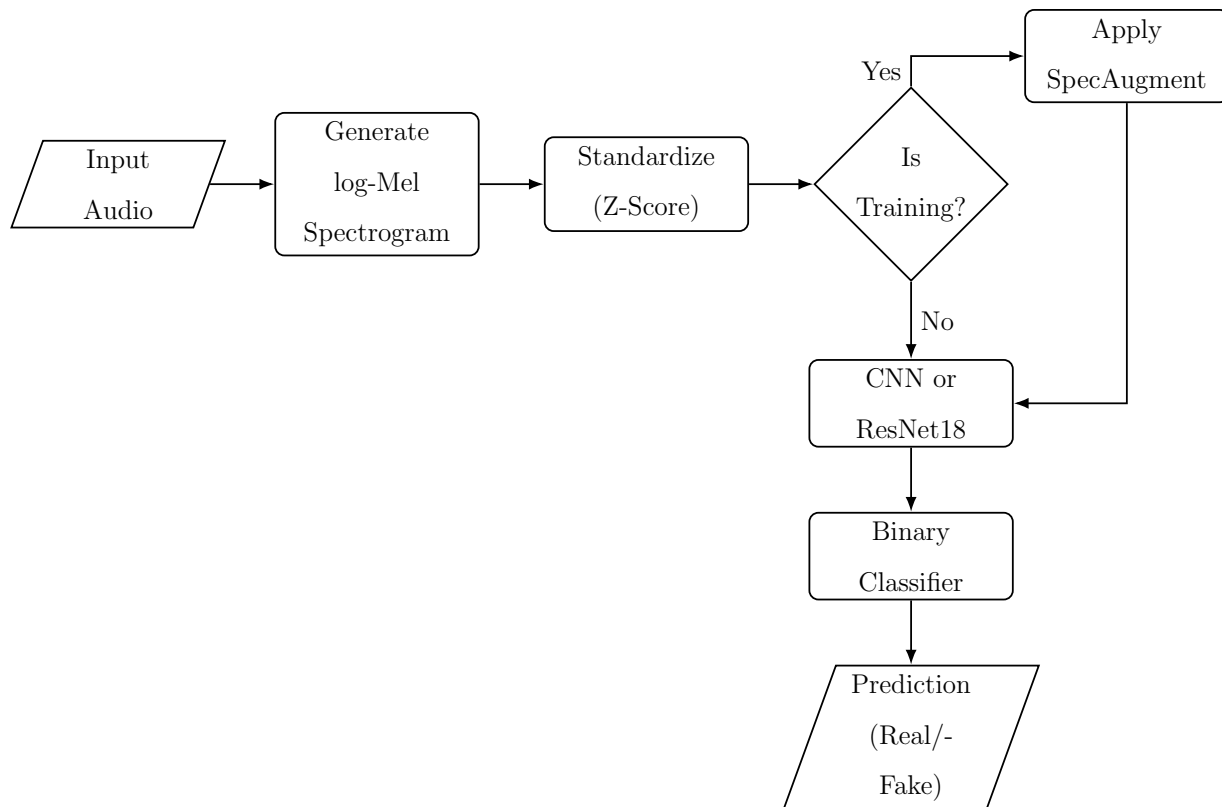 Input
Audio
Generate
log-Mel
Spectrogram
Standardize
(Z-Score)
Is
Training?
Yes
Apply
SpecAugment
No
CNN or
ResNet18
Binary
Classifier
Prediction
(Real/-
Fake)